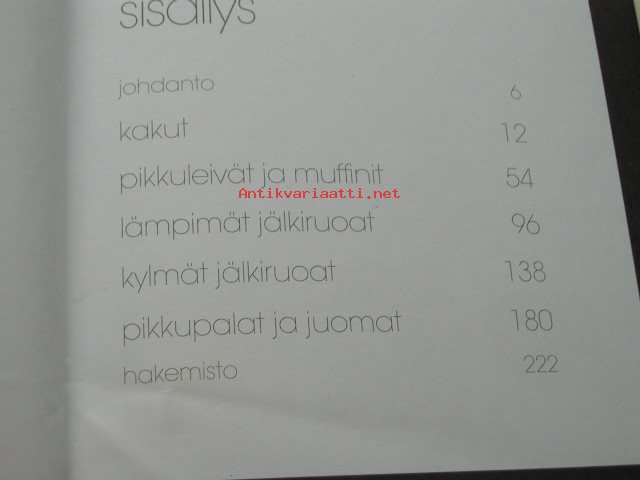 sisällys
johdanto 6
kakut 12
pikkuleivät ja muffinit 54
Antikvariaatti.net
lämpimät jälkiruoat 96
kylmät jälkiruoat 138
pikkupalat ja juomat 180
hakemisto 222